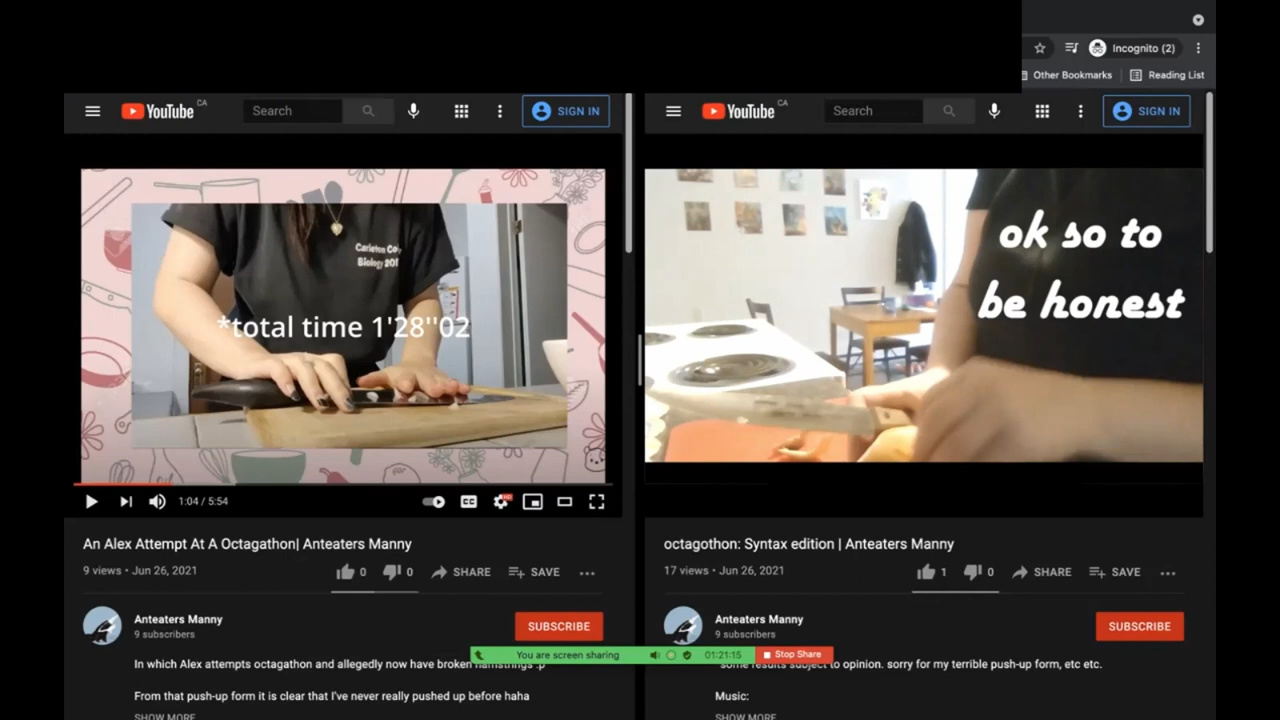 Incognito (2)
Other Bookmarks
Reading List
YouTube CA
Search
SIGN IN
YouTube CA
Search
SIGN IN
Carleton Co
Biology 201
*total time 1'28''02
ok so to
be honest
1:04 / 5:54
CC
HD
An Alex Attempt At A Octagathon| Anteaters Manny
9 views • Jun 26, 2021
0
0
SHARE
SAVE
octagothon: Syntax edition | Anteaters Manny
17 views • Jun 26, 2021
1
0
SHARE
SAVE
Anteaters Manny
9 subscribers
SUBSCRIBE
Anteaters Manny
9 subscribers
SUBSCRIBE
You are screen sharing
01:21:15
Stop Share
In which Alex attempts octagathon and allegedly now have broken hamstrings :p
From that push-up form it is clear that I've never really pushed up before haha
SHOW MORE
some results subject to opinion. sorry for my terrible push-up form, etc etc.
Music:
SHOW MORE